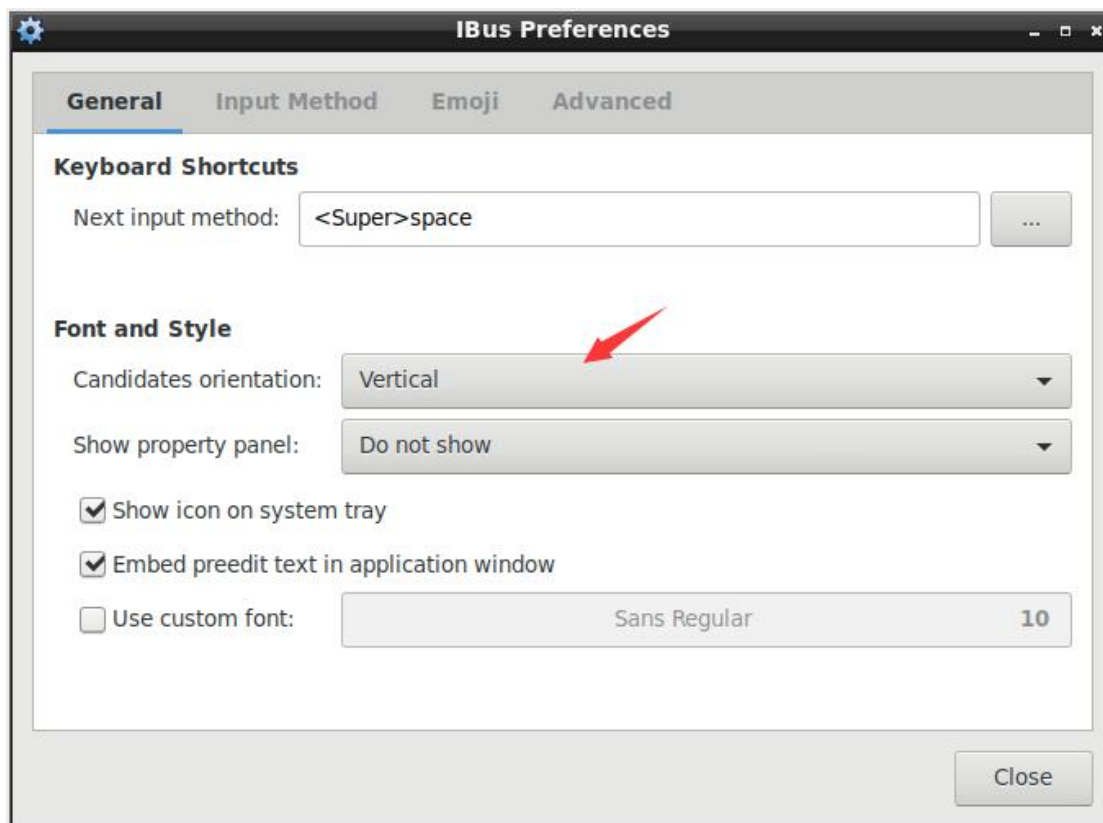 IBus Preferences
General Input Method Emoji Advanced
Keyboard Shortcuts
Next input method: <Super>space ...
Font and Style
Candidates orientation: Vertical
Show property panel: Do not show
Show icon on system tray
Embed preedit text in application window
Use custom font: Sans Regular 10
Close